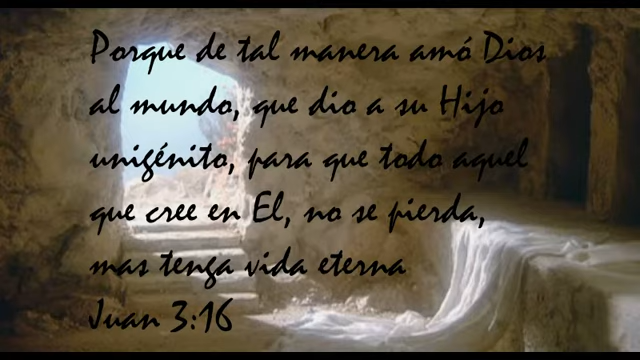 Porque de tal manera amó Dios
al mundo, que dio a su Hijo
unigénito, para que todo aquel
que cree en El, no se pierda,
mas tenga vida eterna
Juan 3:16